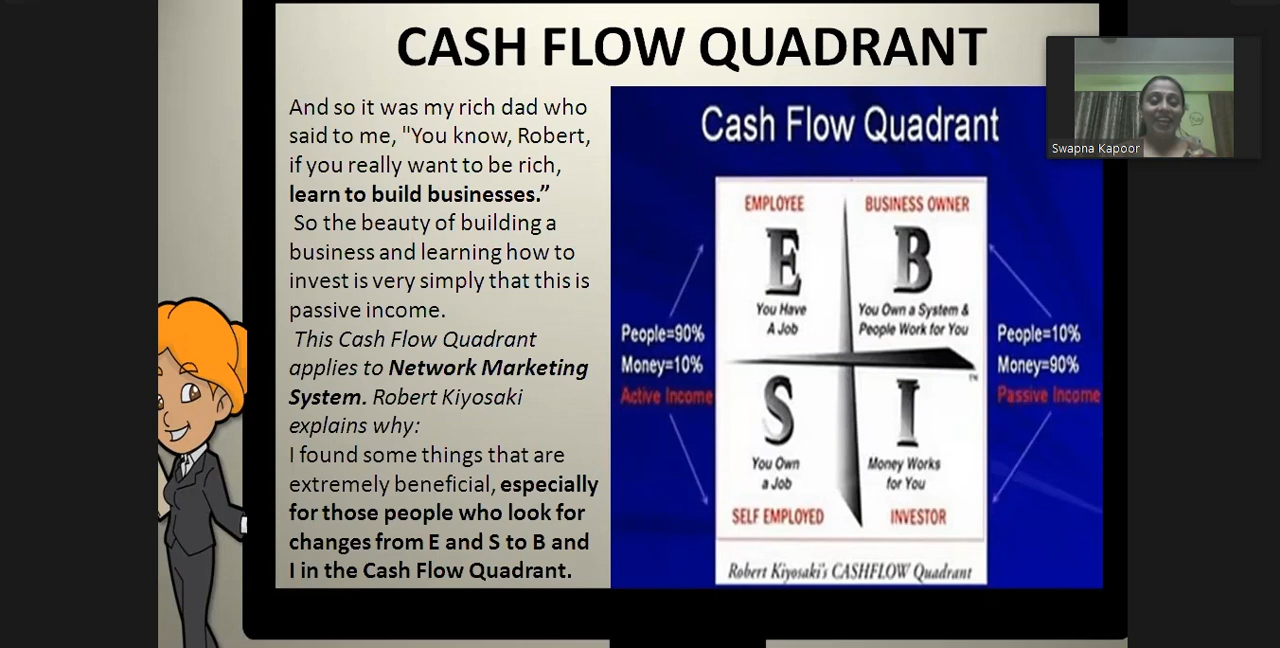 CASH FLOW QUADRANT
And so it was my rich dad who
said to me, "You know, Robert,
if you really want to be rich,
learn to build businesses.”
So the beauty of building a
business and learning how to
invest is very simply that this is
passive income.
This Cash Flow Quadrant
applies to Network Marketing
System. Robert Kiyosaki
explains why:
I found some things that are
extremely beneficial, especially
for those people who look for
changes from E and S to B and
I in the Cash Flow Quadrant.
Cash Flow Quadrant
EMPLOYEE
E
You Have
A Job
BUSINESS OWNER
B
You Own a System &
People Work for You
People=90%
Money=10%
Active Income
People=10%
Money=90%
Passive Income
TM
S
You Own
a Job
SELF EMPLOYED
I
Money Works
for You
INVESTOR
Robert Kiyosaki's CASHFLOW Quadrant
Swapna Kapoor